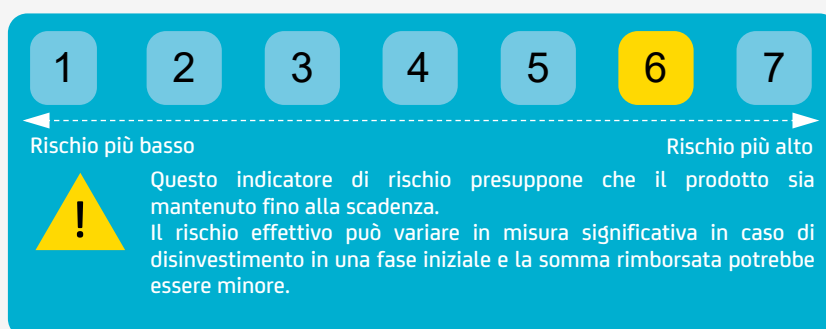 1 2 3 4 5 6 7
Rischio più basso Rischio più alto
Questo indicatore di rischio presuppone che il prodotto sia
mantenuto fino alla scadenza.
!
Il rischio effettivo può variare in misura significativa in caso di
disinvestimento in una fase iniziale e la somma rimborsata potrebbe
essere minore.